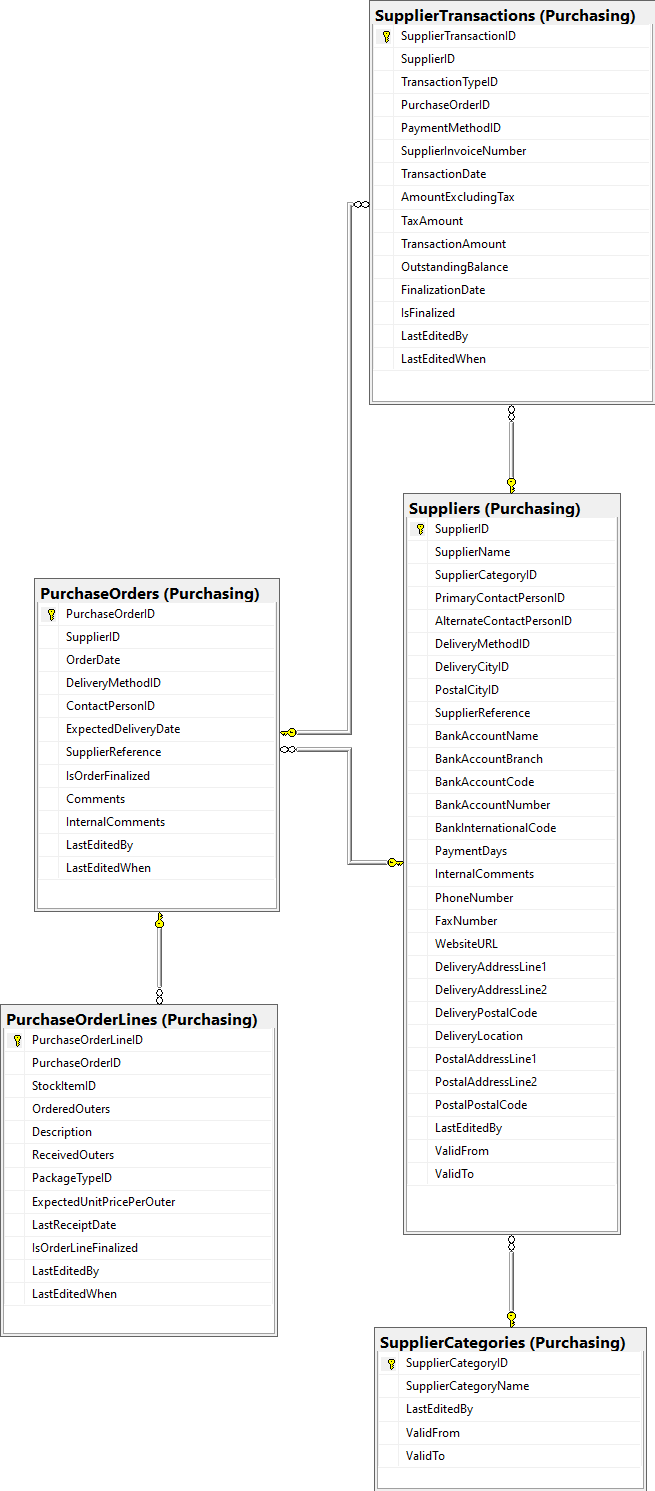 SupplierTransactions (Purchasing)
SupplierTransactionID
SupplierID
TransactionTypeID
PurchaseOrderID
PaymentMethodID
SupplierInvoiceNumber
TransactionDate
AmountExcludingTax
TaxAmount
TransactionAmount
OutstandingBalance
FinalizationDate
IsFinalized
LastEditedBy
LastEditedWhen
Suppliers (Purchasing)
SupplierID
SupplierName
SupplierCategoryID
PrimaryContactPersonID
AlternateContactPersonID
DeliveryMethodID
DeliveryCityID
PostalCityID
SupplierReference
BankAccountName
BankAccountBranch
BankAccountCode
BankAccountNumber
BankInternationalCode
PaymentDays
InternalComments
PhoneNumber
FaxNumber
WebsiteURL
DeliveryAddressLine1
DeliveryAddressLine2
DeliveryPostalCode
DeliveryLocation
PostalAddressLine1
PostalAddressLine2
PostalPostalCode
LastEditedBy
ValidFrom
ValidTo
PurchaseOrders (Purchasing)
PurchaseOrderID
SupplierID
OrderDate
DeliveryMethodID
ContactPersonID
ExpectedDeliveryDate
SupplierReference
IsOrderFinalized
Comments
InternalComments
LastEditedBy
LastEditedWhen
PurchaseOrderLines (Purchasing)
PurchaseOrderLineID
PurchaseOrderID
StockItemID
OrderedOuters
Description
ReceivedOuters
PackageTypeID
ExpectedUnitPricePerOuter
LastReceiptDate
IsOrderLineFinalized
LastEditedBy
LastEditedWhen
SupplierCategories (Purchasing)
SupplierCategoryID
SupplierCategoryName
LastEditedBy
ValidFrom
ValidTo